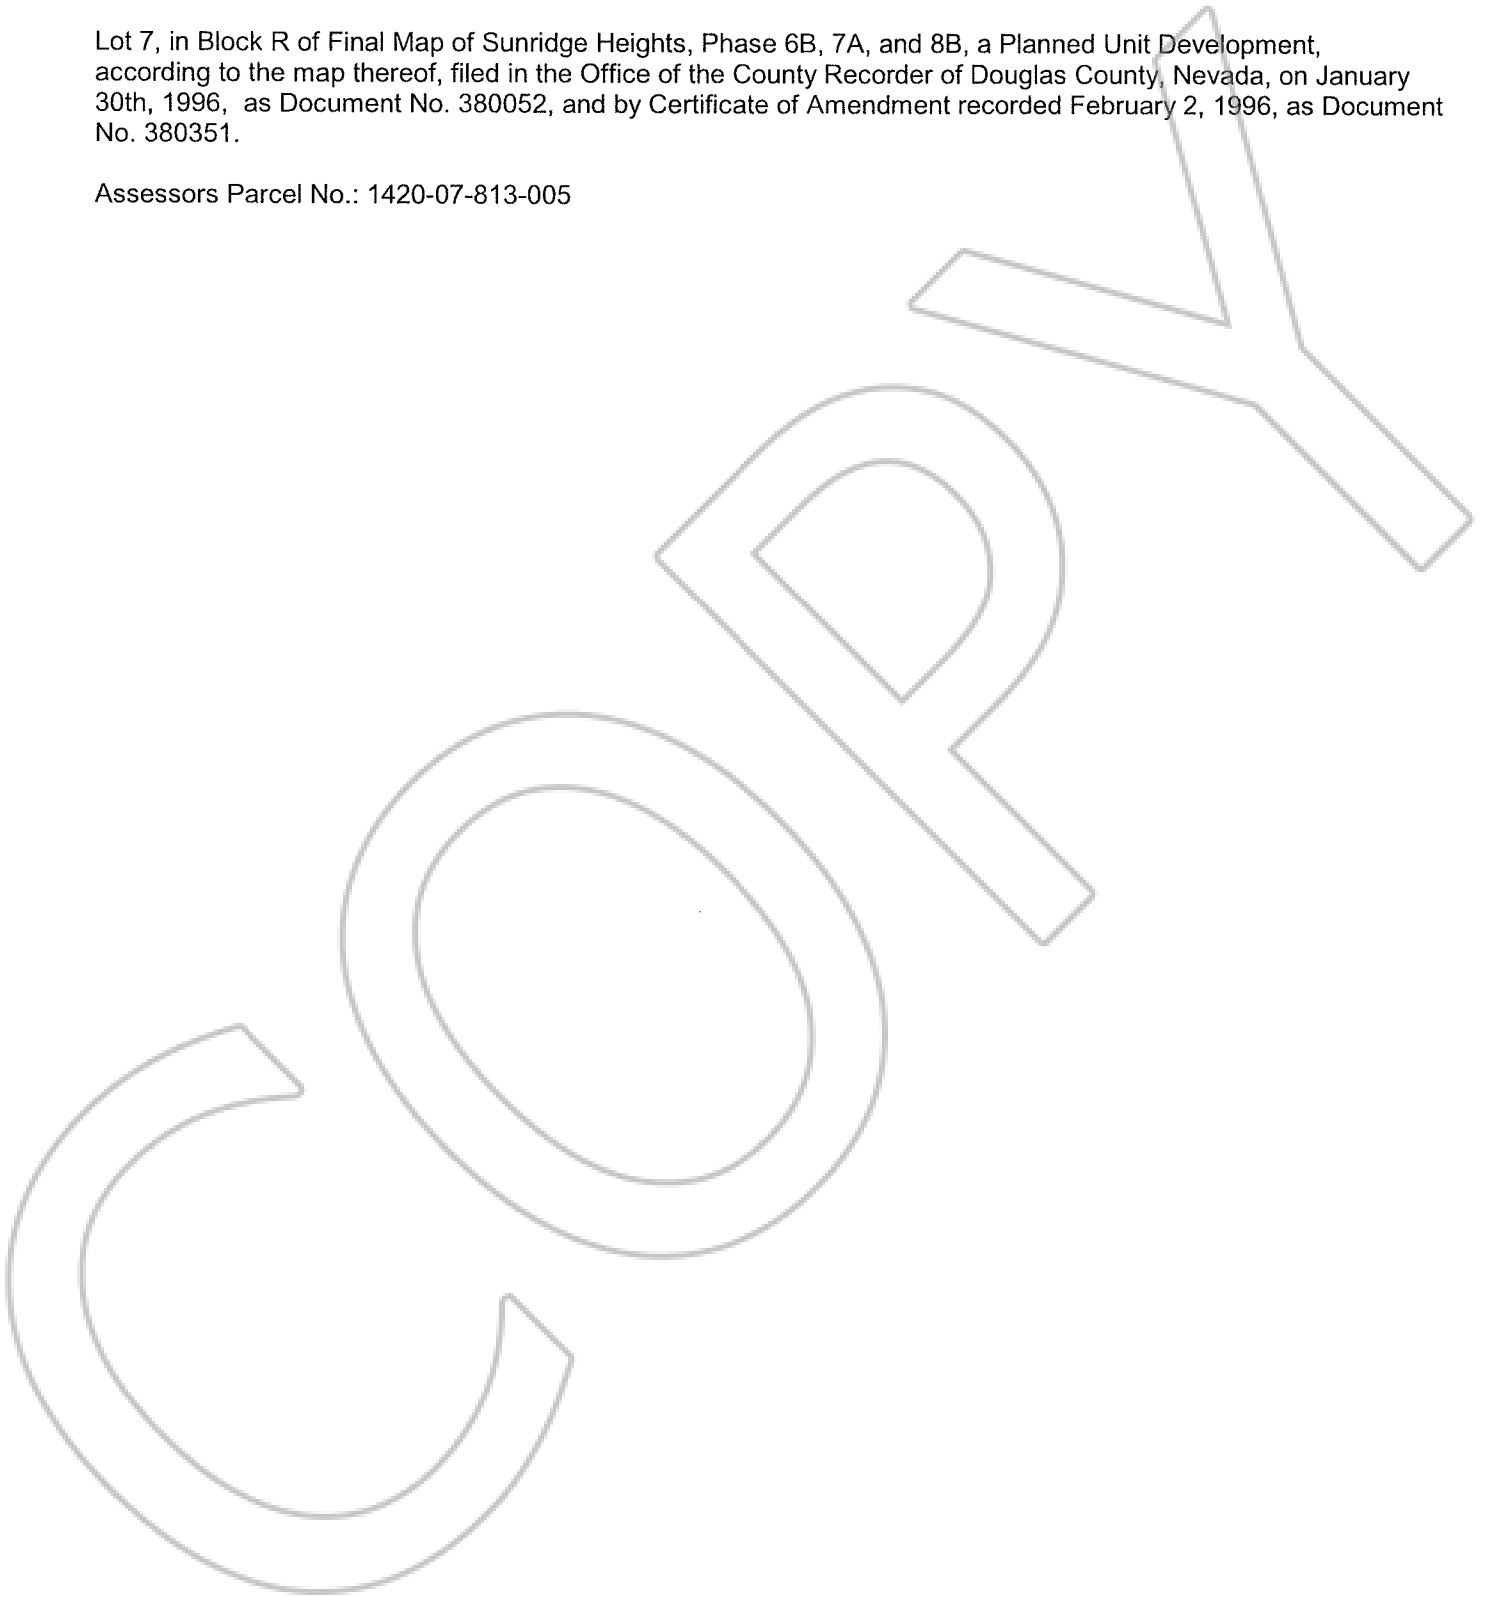 Lot 7, in Block R of Final Map of Sunridge Heights, Phase 6B, 7A, and 8B, a Planned Unit Development,
according to the map thereof, filed in the Office of the County Recorder of Douglas County, Nevada, on January
30th, 1996,  as Document No. 380052, and by Certificate of Amendment recorded February 2, 1996, as Document
No. 380351.
Assessors Parcel No.: 1420-07-813-005
COPY